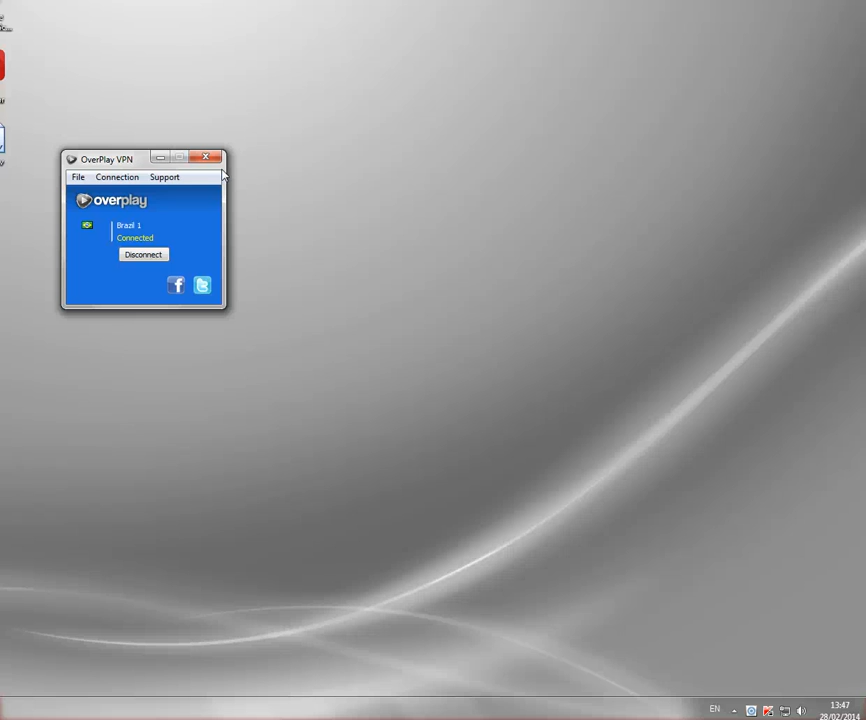 OverPlay VPN
File Connection Support
overplay
Brazil 1
Connected
Disconnect
EN
13:47
28/02/2014